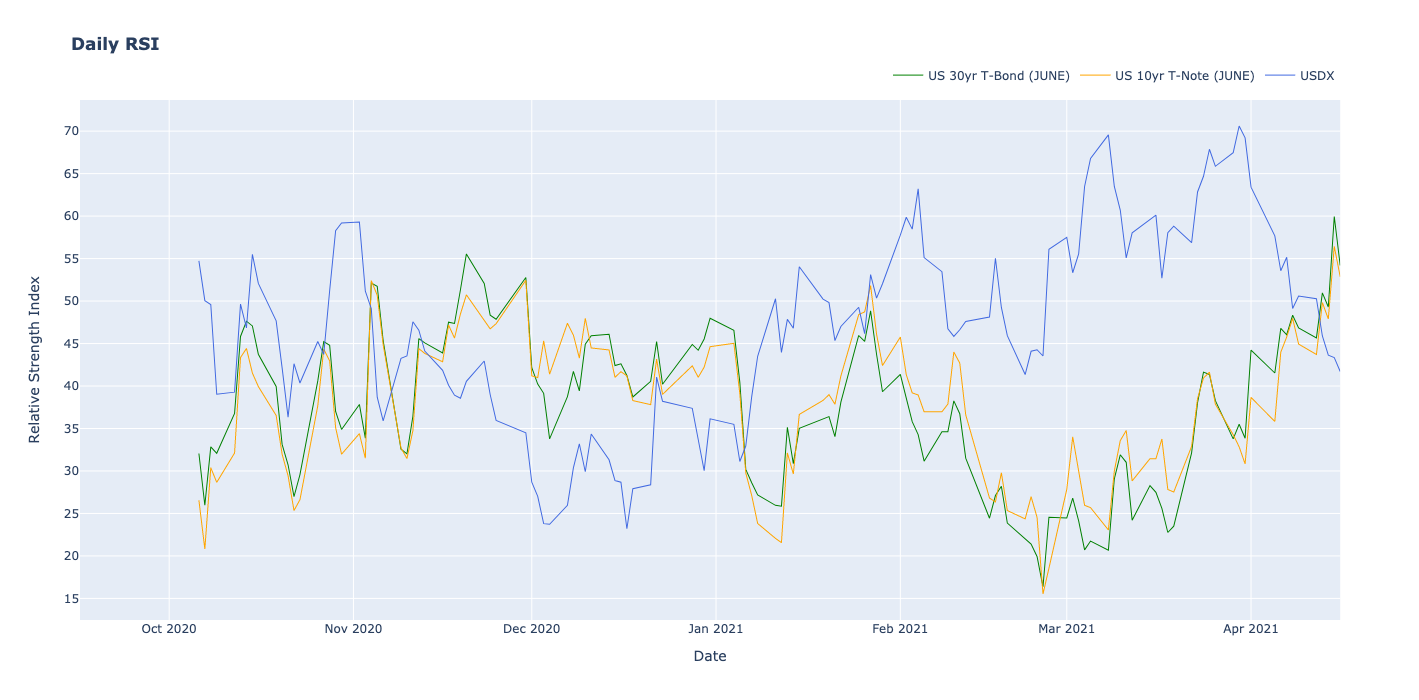 Daily RSI
US 30yr T-Bond (JUNE) US 10yr T-Note (JUNE) USDX
Relative Strength Index
70
65
60
55
50
45
40
35
30
25
20
15
Oct 2020 Nov 2020 Dec 2020 Jan 2021 Feb 2021 Mar 2021 Apr 2021
Date